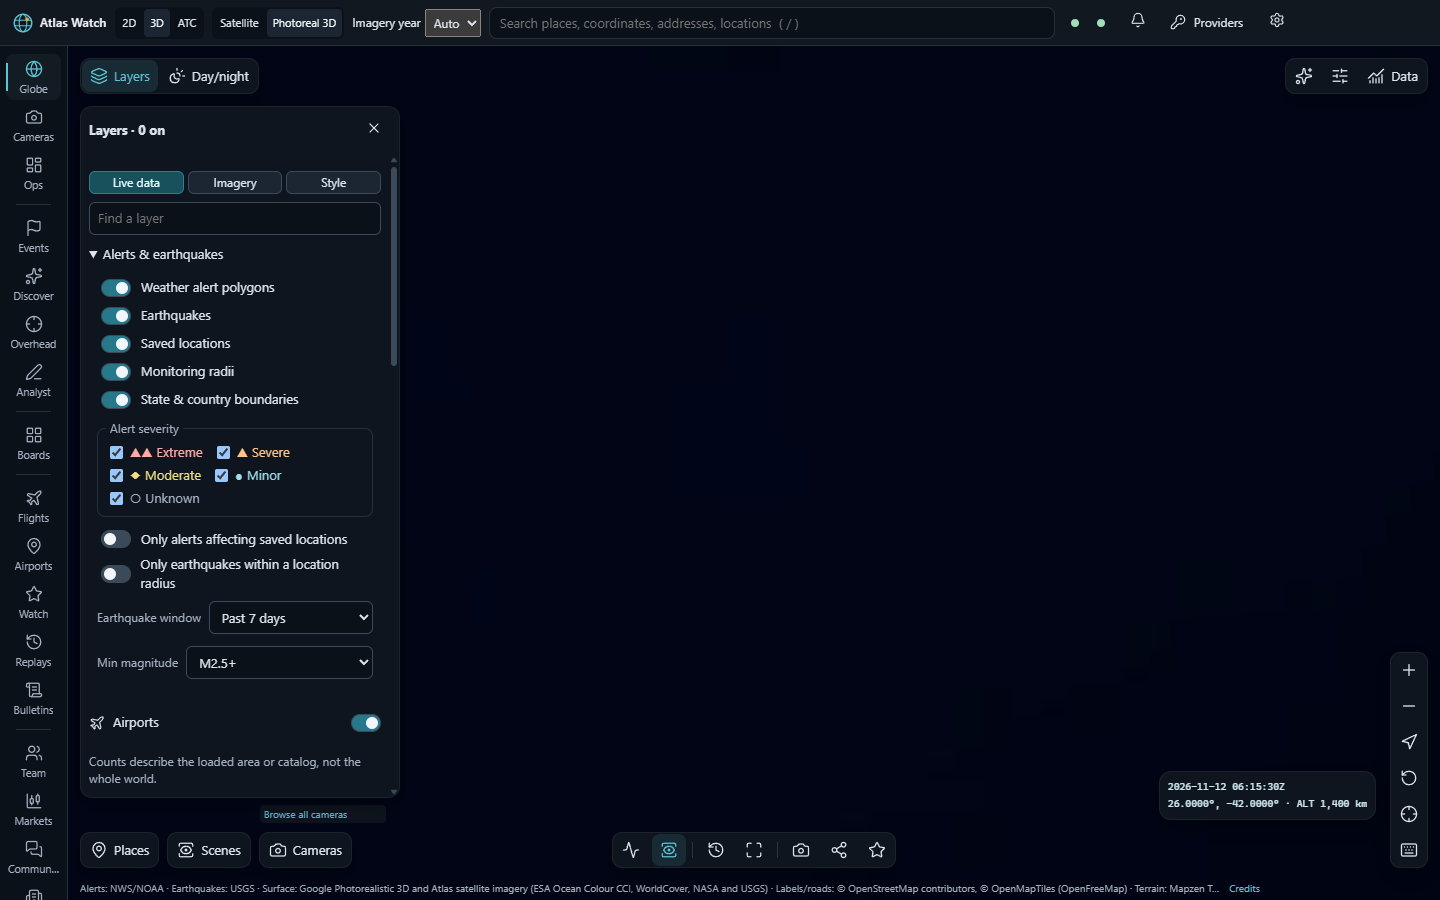 Atlas Watch 2D 3D ATC Satellite Photoreal 3D Imagery year Auto Search places, coordinates, addresses, locations ( / ) Providers
Globe
Cameras
Ops
Events
Discover
Overhead
Analyst
Boards
Flights
Airports
Watch
Replays
Bulletins
Team
Markets
Commun...
Layers Day/night
Data
Layers · 0 on
Live data Imagery Style
Find a layer
Alerts & earthquakes
Weather alert polygons
Earthquakes
Saved locations
Monitoring radii
State & country boundaries
Alert severity
Extreme Severe
Moderate Minor
Unknown
Only alerts affecting saved locations
Only earthquakes within a location
radius
Earthquake window Past 7 days
Min magnitude M2.5+
Airports
Counts describe the loaded area or catalog, not the
whole world.
Browse all cameras
2026-11-12 06:15:30Z
26.0000°, −42.0000° · ALT 1,400 km
Places Scenes Cameras
Alerts: NWS/NOAA · Earthquakes: USGS · Surface: Google Photorealistic 3D and Atlas satellite imagery (ESA Ocean Colour CCI, WorldCover, NASA and USGS) · Labels/roads: © OpenStreetMap contributors, © OpenMapTiles (OpenFreeMap) · Terrain: Mapzen T... Credits